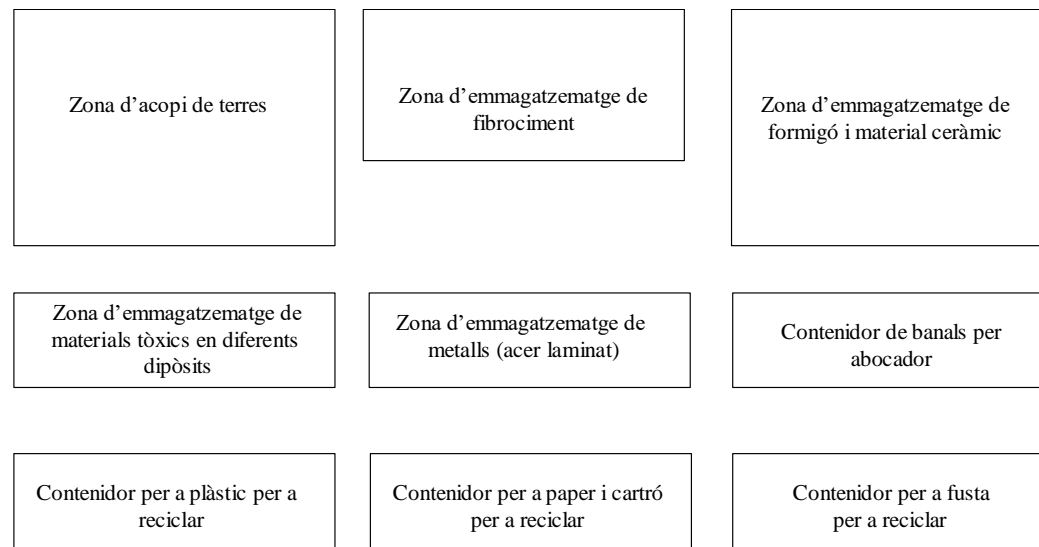 Zona d’acopi de terres
Zona d’emmagatzematge de
fibrociment
Zona d’emmagatzematge de
formigó i material ceràmic
Zona d’emmagatzematge de
materials tòxics en diferents
dipòsits
Zona d’emmagatzematge de
metalls (acer laminat)
Contenidor de banals per
abocador
Contenidor per a plàstic per a
reciclar
Contenidor per a paper i cartró
per a reciclar
Contenidor per a fusta
per a reciclar